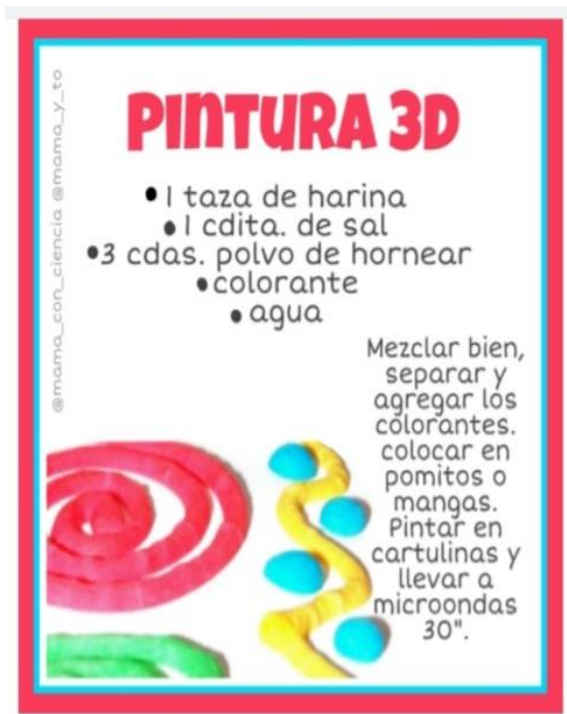 PINTURA 3D
•1 taza de harina
•1 cdita. de sal
•3 cdas. polvo de hornear
•colorante
•agua
Mezclar bien,
separar y
agregar los
colorantes.
colocar en
pomitos o
mangas.
Pintar en
cartulinas y
llevar a
microondas
30".
@mama_con_ciencia @mama_y_to